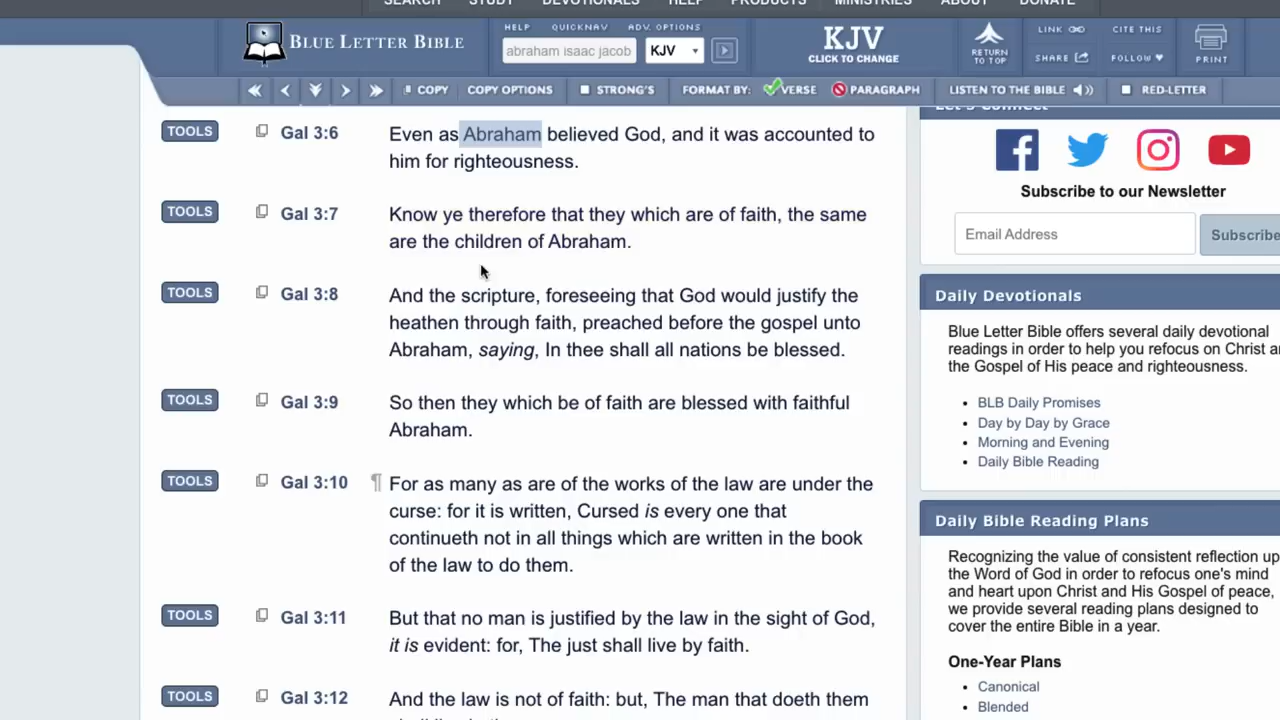 SEARCH STUDY DEVOTIONALS HELP PRODUCTS MINISTRIES ABOUT DONATE
BLUE LETTER BIBLE
HELP QUICKNAV ADV. OPTIONS
abraham isaac jacob KJV
KJV
CLICK TO CHANGE
RETURN
TO TOP
LINK CITE THIS
SHARE FOLLOW
PRINT
COPY COPY OPTIONS STRONG'S FORMAT BY: VERSE PARAGRAPH LISTEN TO THE BIBLE RED-LETTER
TOOLS Gal 3:6 Even as Abraham believed God, and it was accounted to
him for righteousness.
TOOLS Gal 3:7 Know ye therefore that they which are of faith, the same
are the children of Abraham.
TOOLS Gal 3:8 And the scripture, foreseeing that God would justify the
heathen through faith, preached before the gospel unto
Abraham, saying, In thee shall all nations be blessed.
TOOLS Gal 3:9 So then they which be of faith are blessed with faithful
Abraham.
TOOLS Gal 3:10 ¶ For as many as are of the works of the law are under the
curse: for it is written, Cursed is every one that
continueth not in all things which are written in the book
of the law to do them.
TOOLS Gal 3:11 But that no man is justified by the law in the sight of God,
it is evident: for, The just shall live by faith.
TOOLS Gal 3:12 And the law is not of faith: but, The man that doeth them
Let's Connect
Subscribe to our Newsletter
Email Address Subscribe
Daily Devotionals
Blue Letter Bible offers several daily devotional
readings in order to help you refocus on Christ
the Gospel of His peace and righteousness.
• BLB Daily Promises
• Day by Day by Grace
• Morning and Evening
• Daily Bible Reading
Daily Bible Reading Plans
Recognizing the value of consistent reflection
the Word of God in order to refocus one's mind
and heart upon Christ and His Gospel of peace,
we provide several reading plans designed to
cover the entire Bible in a year.
One-Year Plans
• Canonical
• Blended